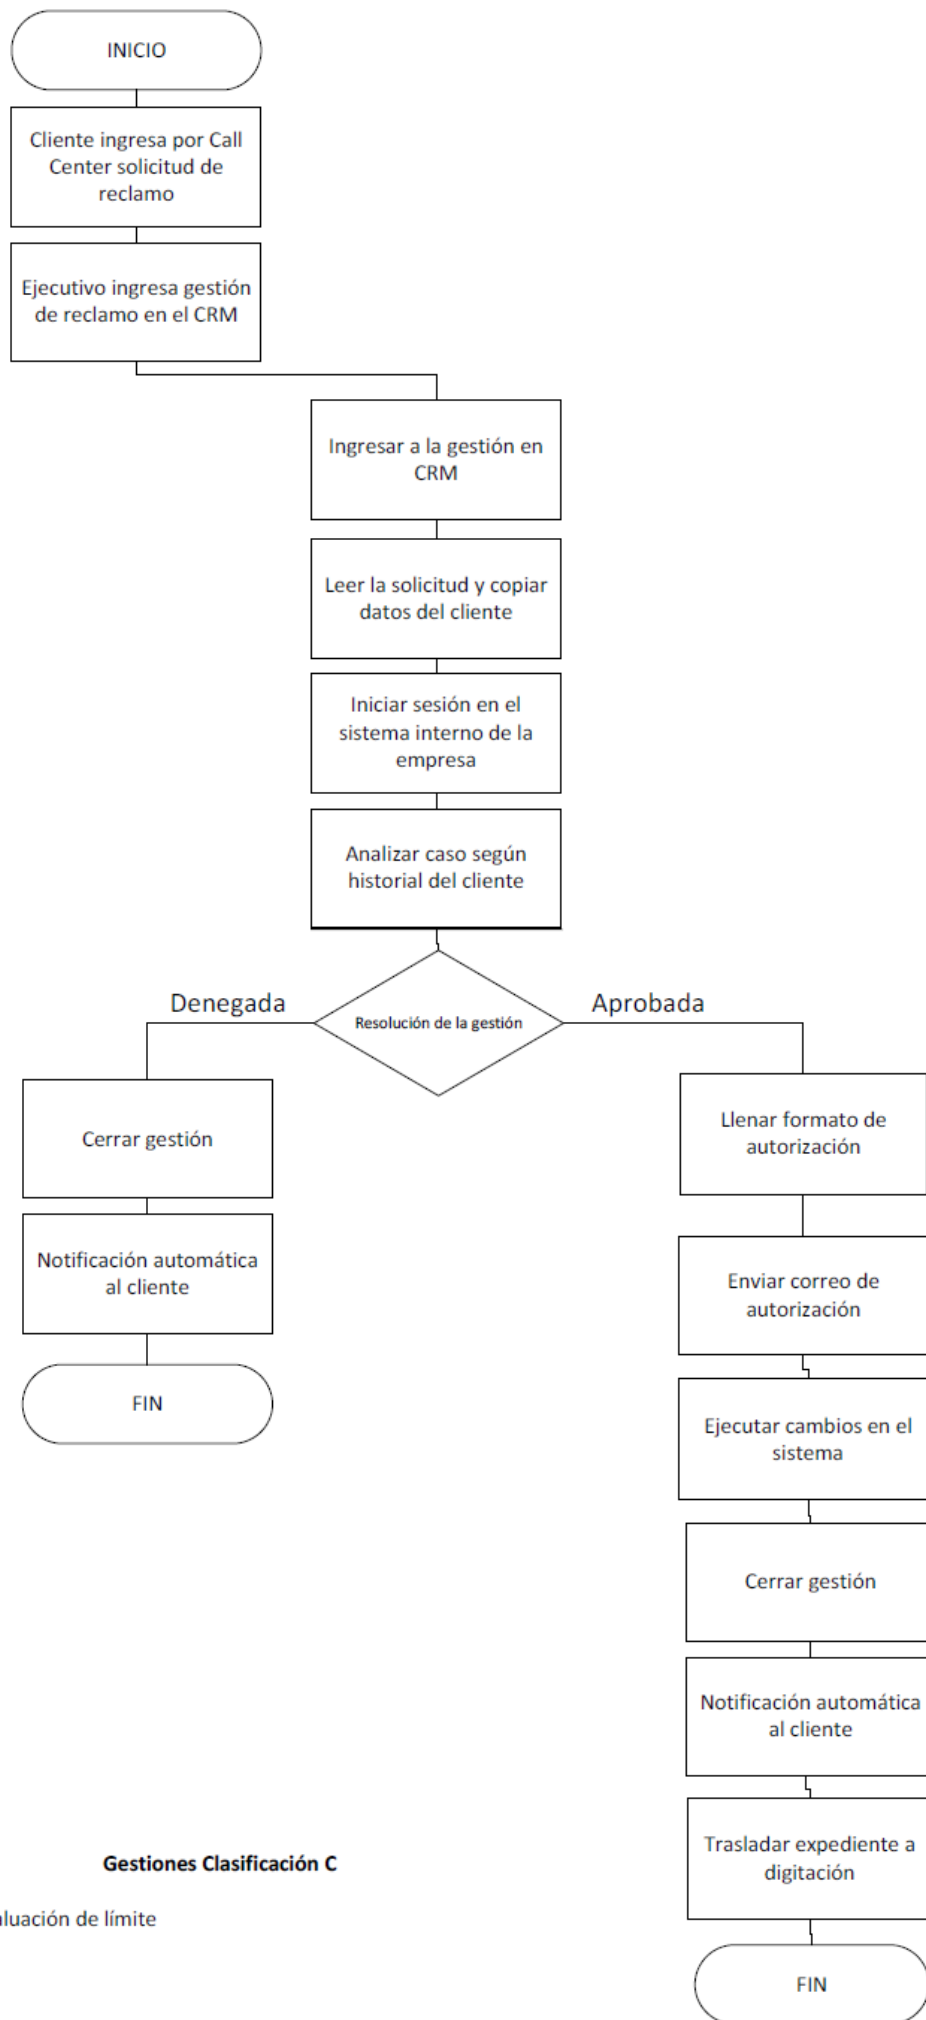 INICIO
Cliente ingresa por Call
Center solicitud de
reclamo
Ejecutivo ingresa gestión
de reclamo en el CRM
Ingresar a la gestión en
CRM
Leer la solicitud y copiar
datos del cliente
Iniciar sesión en el
sistema interno de la
empresa
Analizar caso según
historial del cliente
Resolución de la gestión
Denegada
Aprobada
Cerrar gestión
Notificación automática
al cliente
FIN
Llenar formato de
autorización
Enviar correo de
autorización
Ejecutar cambios en el
sistema
Cerrar gestión
Notificación automática
al cliente
Trasladar expediente a
digitación
FIN
Gestiones Clasificación C
de límite